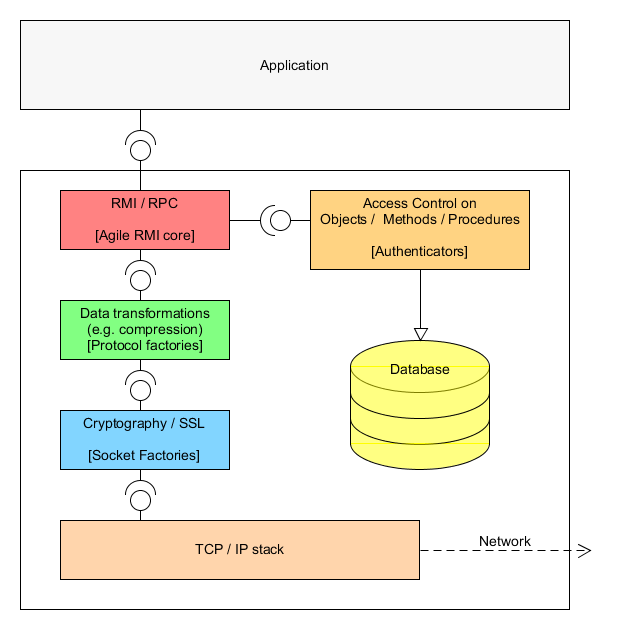 Application
RMI / RPC
[Agile RMI core]
Access Control on
Objects /  Methods / Procedures
[Authenticators]
Data transformations
(e.g. compression)
[Protocol factories]
Database
Cryptography / SSL
[Socket Factories]
TCP / IP stack
Network